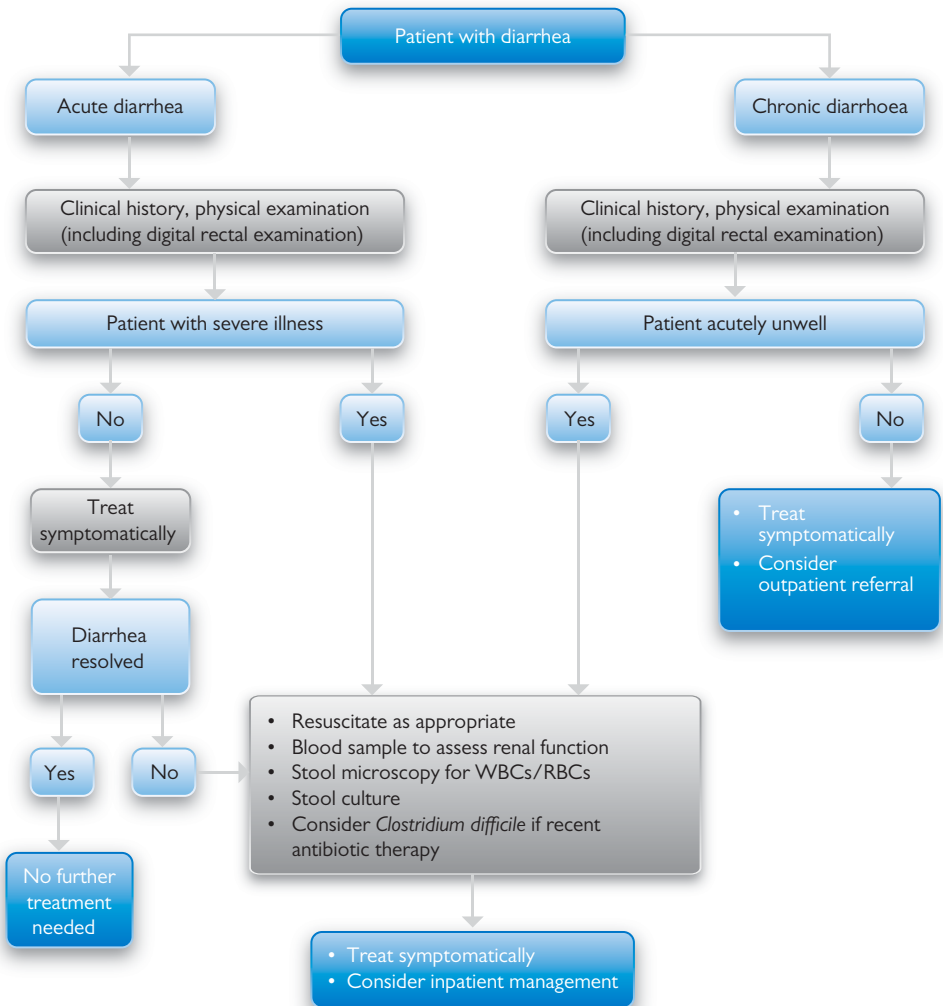 Patient with diarrhea
Acute diarrhea
Chronic diarrhoea
Clinical history, physical examination
(including digital rectal examination)
Clinical history, physical examination
(including digital rectal examination)
Patient with severe illness
Patient acutely unwell
No
Yes
Yes
No
Treat
symptomatically
• Treat
symptomatically
• Consider
outpatient referral
Diarrhea
resolved
Yes
No
• Resuscitate as appropriate
• Blood sample to assess renal function
• Stool microscopy for WBCs/RBCs
• Stool culture
• Consider Clostridium difficile if recent
antibiotic therapy
No further
treatment
needed
• Treat symptomatically
• Consider inpatient management